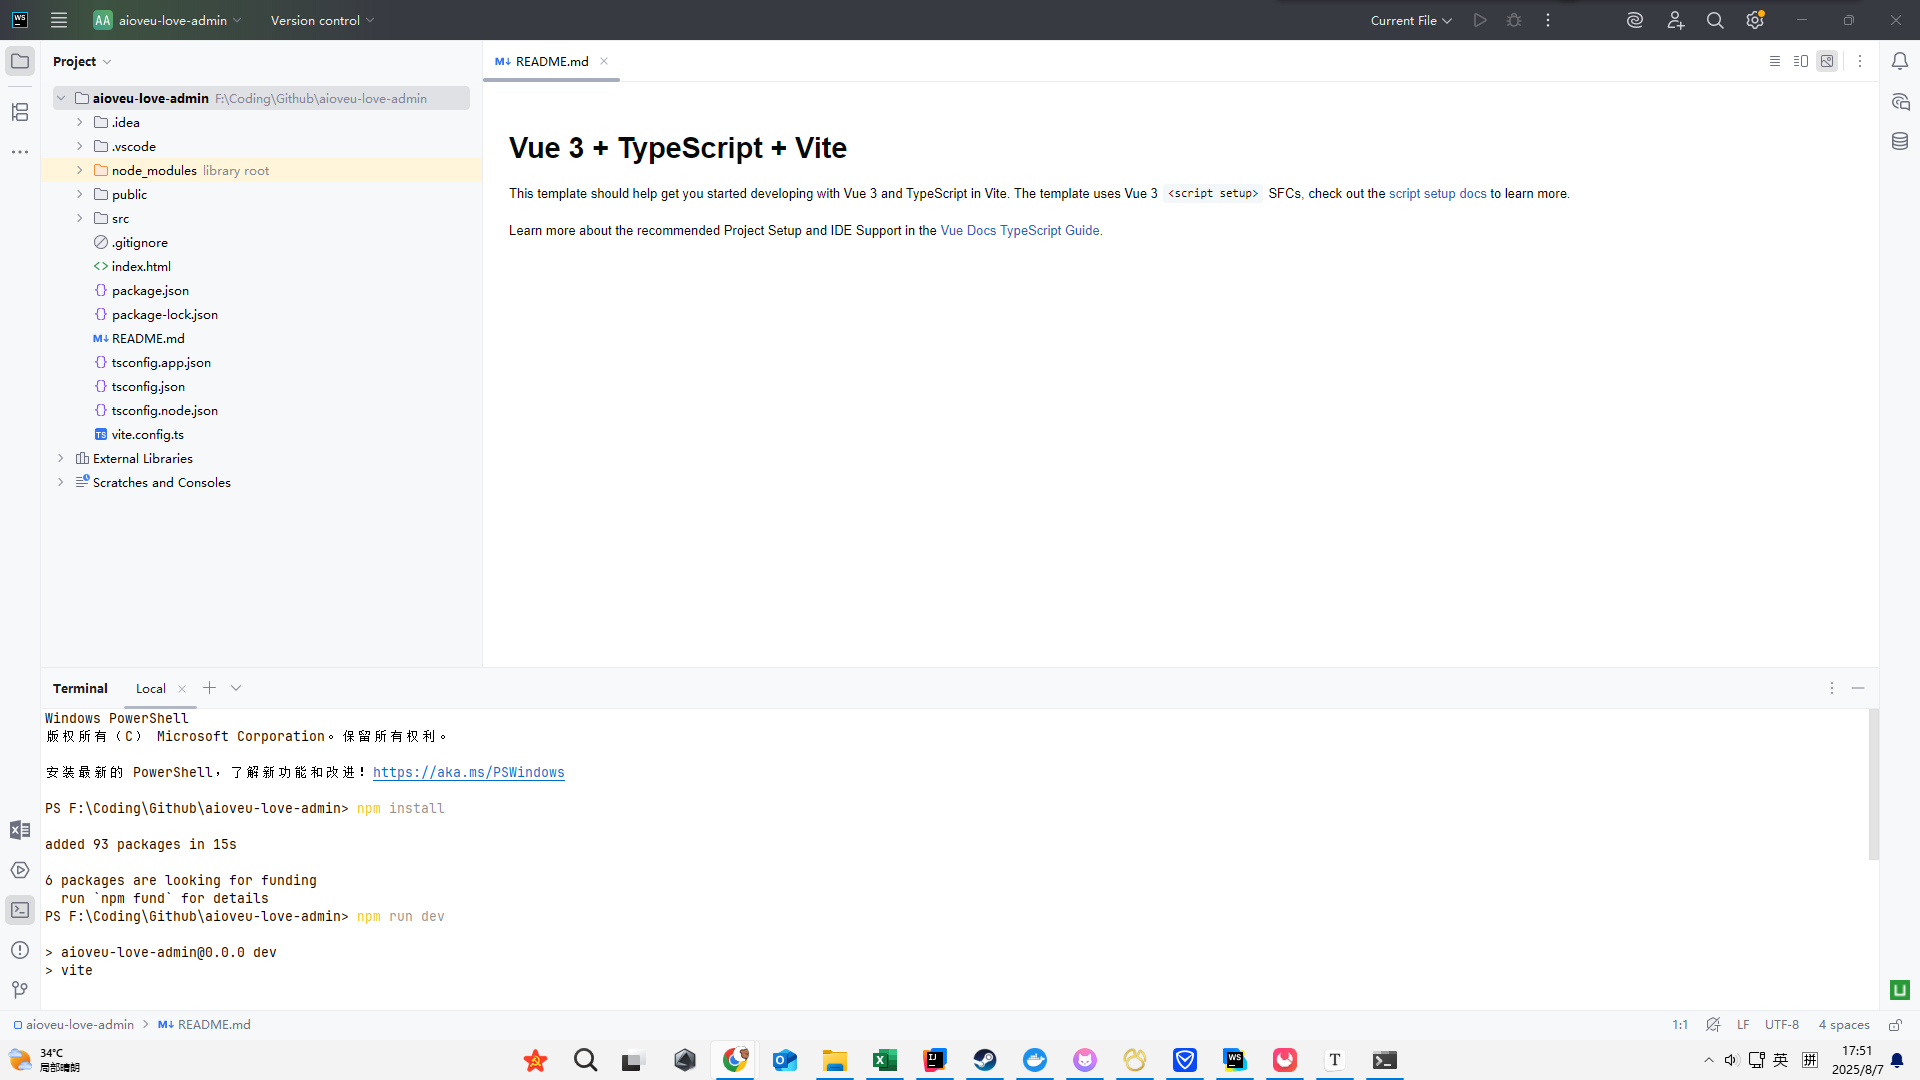 WS
AA aioveu-love-admin
Version control
Current File
Project
README.md
aioveu-love-admin F:\Coding\Github\aioveu-love-admin
.idea
.vscode
node_modules library root
public
src
.gitignore
index.html
package.json
package-lock.json
README.md
tsconfig.app.json
tsconfig.json
tsconfig.node.json
TS vite.config.ts
External Libraries
Scratches and Consoles
Vue 3 + TypeScript + Vite
This template should help get you started developing with Vue 3 and TypeScript in Vite. The template uses Vue 3 <script setup> SFCs, check out the script setup docs to learn more.
Learn more about the recommended Project Setup and IDE Support in the Vue Docs TypeScript Guide.
Terminal
Local
Windows PowerShell
版权所有（C） Microsoft Corporation。保留所有权利。
安装最新的 PowerShell，了解新功能和改进！https://aka.ms/PSWindows
PS F:\Coding\Github\aioveu-love-admin> npm install
added 93 packages in 15s
6 packages are looking for funding
run `npm fund` for details
PS F:\Coding\Github\aioveu-love-admin> npm run dev
> aioveu-love-admin@0.0.0 dev
> vite
aioveu-love-admin > README.md
1:1
LF
UTF-8
4 spaces
34°C
局部晴朗
英
拼
17:51
2025/8/7